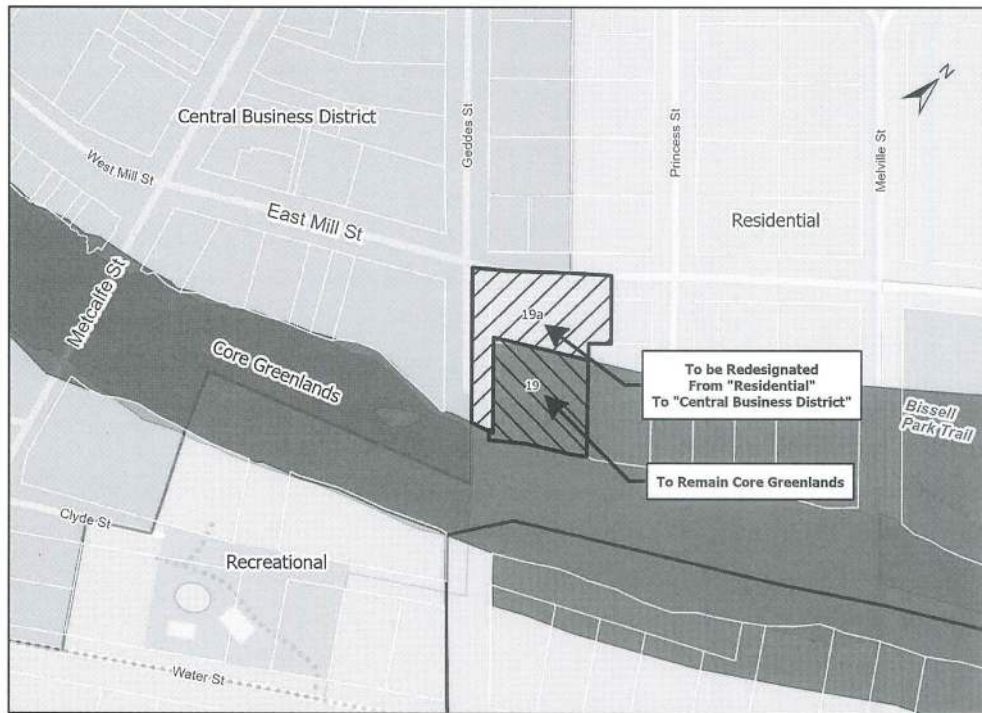 Central Business District
West Mill St
East Mill St
Geddes St
Princess St
Melville St
N
Residential
Metcalfe St
Core Greenlands
19a
19
To be Redesignated
From "Residential"
To "Central Business District"
To Remain Core Greenlands
Bissell
Park Trail
Clyde St
Recreational
Water St